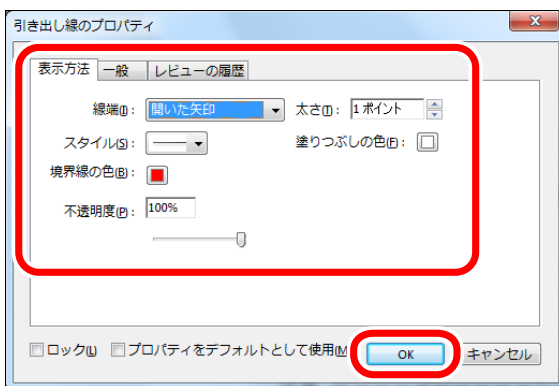 引き出し線のプロパティ
表示方法 一般 レビューの履歴
線端(I): 開いた矢印 太さ(T): 1 ポイント
スタイル(S): 塗りつぶしの色(F):
境界線の色(B):
不透明度(P): 100%
ロック(L) プロパティをデフォルトとして使用(M OK キャンセル